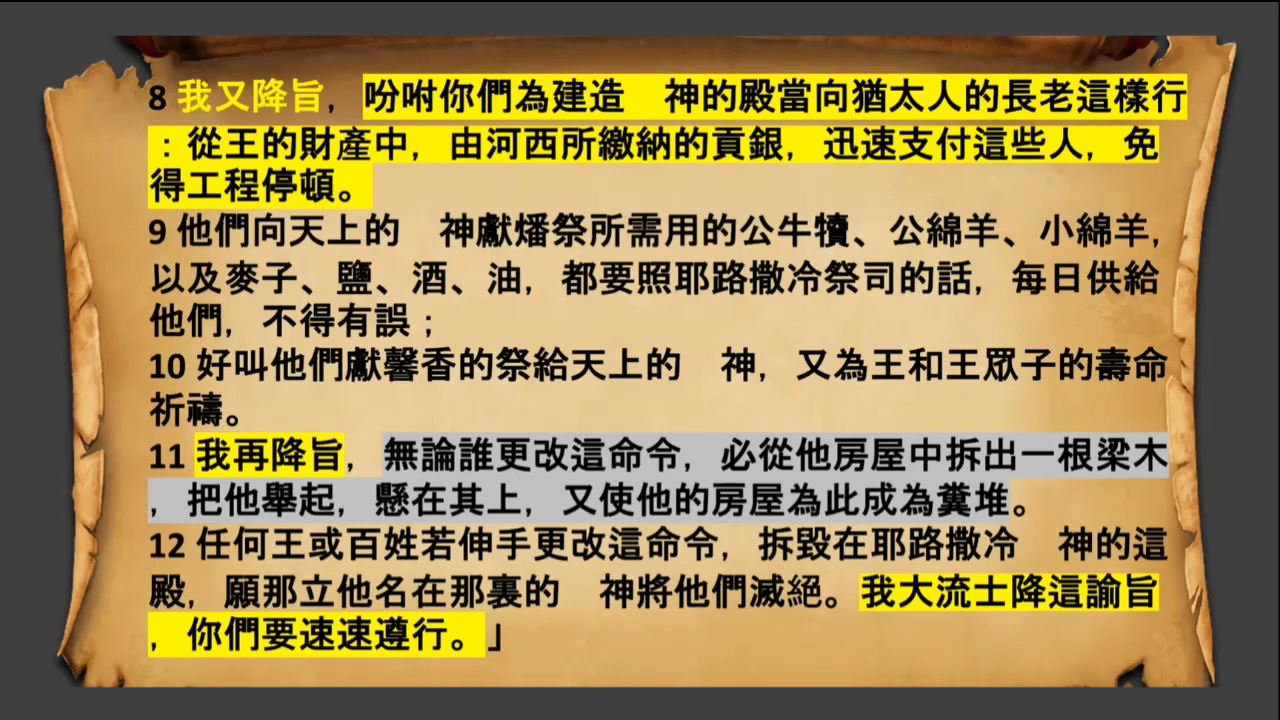 8 我又降旨，吩咐你們為建造　神的殿當向猶太人的長老這樣行
：從王的財產中，由河西所繳納的貢銀，迅速支付這些人，免
得工程停頓。
9 他們向天上的　神獻燔祭所需用的公牛犢、公綿羊、小綿羊，
以及麥子、鹽、酒、油，都要照耶路撒冷祭司的話，每日供給
他們，不得有誤；
10 好叫他們獻馨香的祭給天上的　神，又為王和王眾子的壽命
祈禱。
11 我再降旨，無論誰更改這命令，必從他房屋中拆出一根梁木
，把他舉起，懸在其上，又使他的房屋為此成為糞堆。
12 任何王或百姓若伸手更改這命令，拆毀在耶路撒冷　神的這
殿，願那立他名在那裏的　神將他們滅絕。我大流士降這諭旨
，你們要速速遵行。」